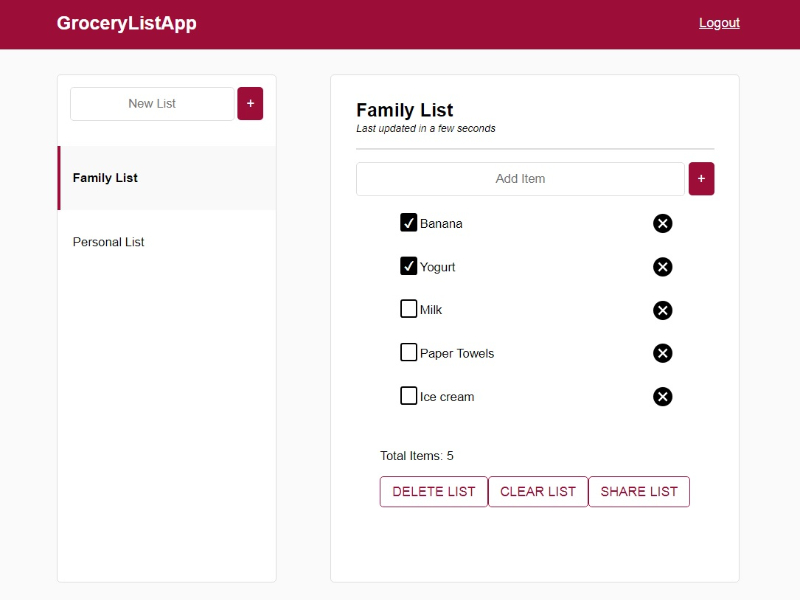 GroceryListApp
Logout
New List
+
Family List
Personal List
Family List
Last updated in a few seconds
Add Item
+
Banana
Yogurt
Milk
Paper Towels
Ice cream
Total Items: 5
DELETE LIST
CLEAR LIST
SHARE LIST